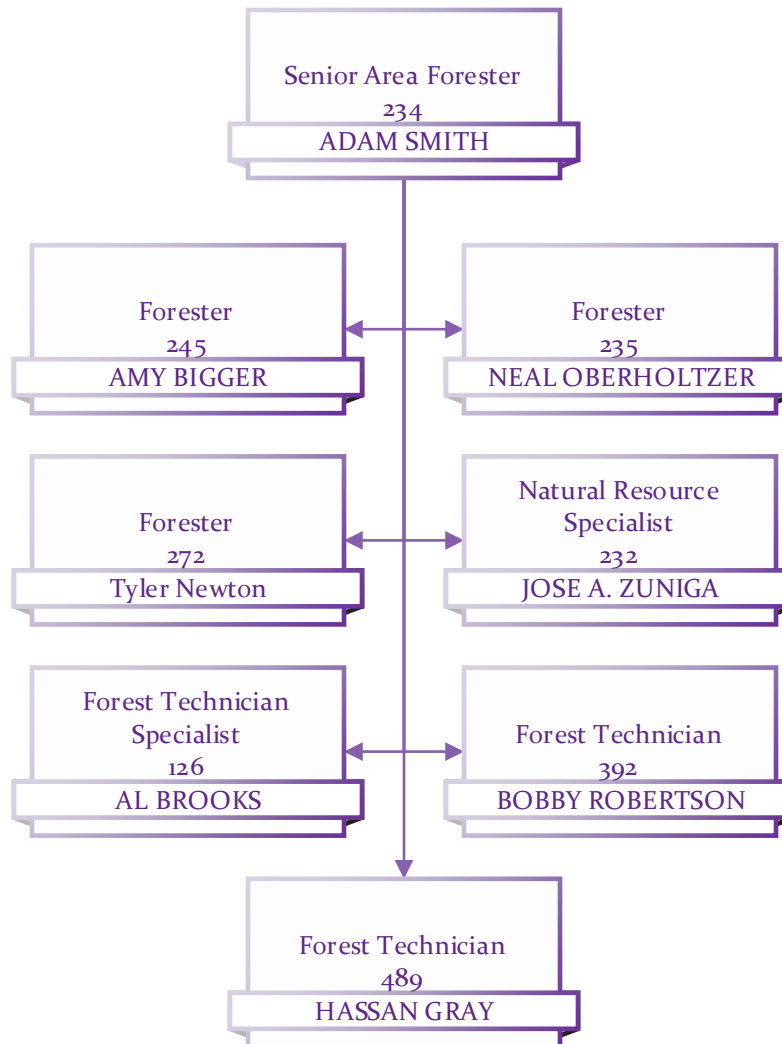 Senior Area Forester
234
ADAM SMITH
Forester
245
AMY BIGGER
Forester
235
NEAL OBERHOLTZER
Forester
272
Tyler Newton
Natural Resource
Specialist
232
JOSE A. ZUNIGA
Forest Technician
Specialist
126
AL BROOKS
Forest Technician
392
BOBBY ROBERTSON
Forest Technician
489
HASSAN GRAY